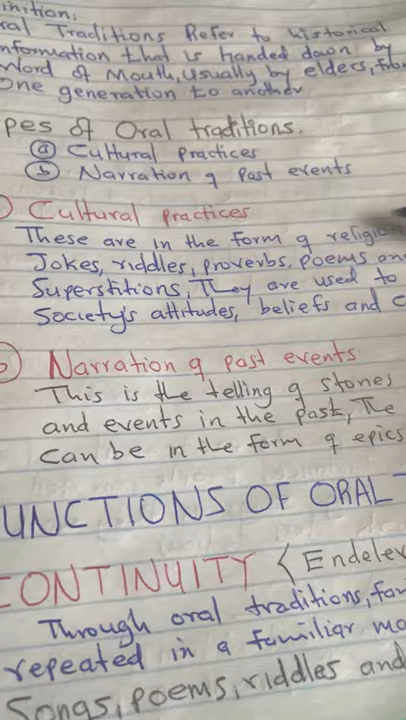 inition:
ral Traditions Refer to historical
nformation that is handed down by
Word of Mouth, usually by elders, from
One generation to another
pes of Oral traditions.
(a) Cultural practices
(b) Narration of Past events
) Cultural practices
These are in the form of religio
Jokes, riddles, proverbs, poems an
Superstitions, They are used to
Society's attitudes, beliefs and c
b) Narration of past events
This is the telling of stories
and events in the past, The
Can be in the form of epics
UNCTIONS OF ORAL T
CONTINUITY (Endelev
Through oral traditions, fa
repeated in a familiar ma
Songs, poems, riddles and